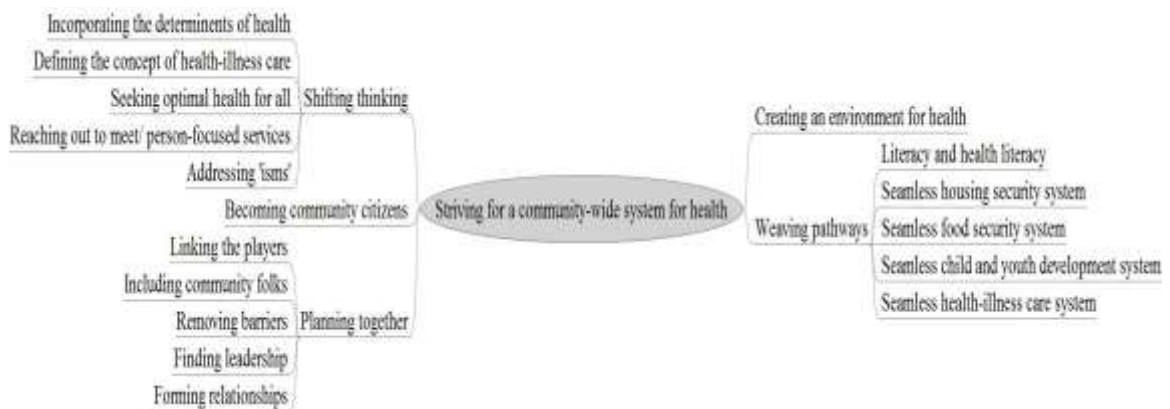 Incorporating the determinents of health
Defining the concept of health-illness care
Seeking optimal health for all
Reaching out to meet/ person-focused services
Addressing 'isms'
Shifting thinking
Becoming community citizens
Linking the players
Including community folks
Removing barriers
Finding leadership
Forming relationships
Planning together
Striving for a community-wide system for health
Creating an environment for health
Weaving pathways
Literacy and health literacy
Seamless housing security system
Seamless food security system
Seamless child and youth development system
Seamless health-illness care system